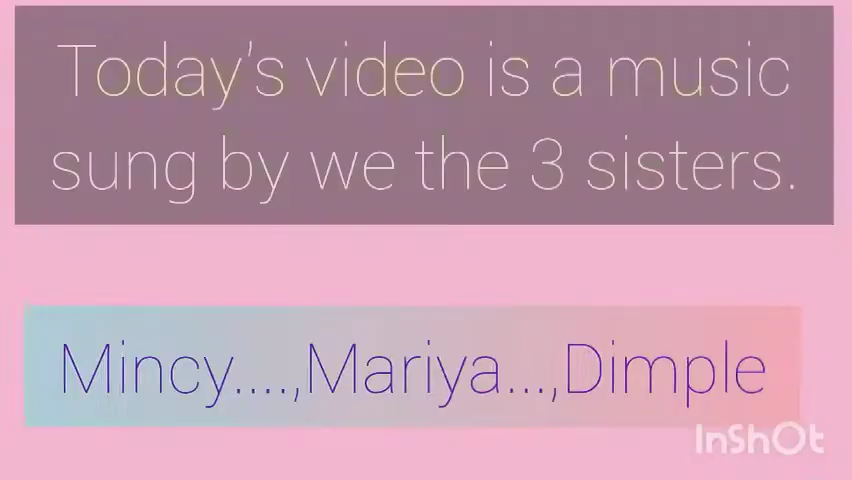 Today's video is a music
sung by we the 3 sisters.
Mincy....,Mariya...,Dimple
InShOt